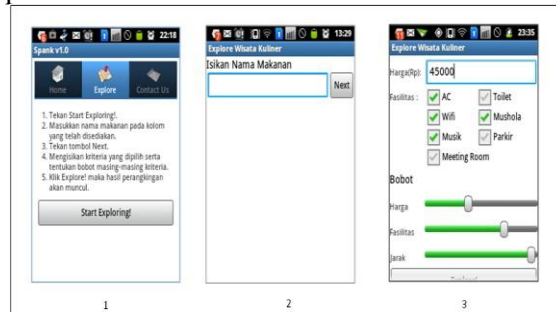 22:18
Spank v1.0
Home Explore Contact Us
1. Tekan Start Exploring!.
2. Masukkan nama makanan pada kolom
yang telah disediakan.
3. Tekan tombol Next.
4. Mengisikan kriteria yang dipilih serta
tentukan bobot masing-masing kriteria.
5. Klik Explore! maka hasil perangkingan
akan muncul.
Start Exploring!
1
13:29
Explore Wisata Kuliner
Isikan Nama Makanan
Next
2
23:35
Explore Wisata Kuliner
Harga(Rp): 45000
Fasilitas : AC Toilet
Wifi Mushola
Musik Parkir
Meeting Room
Bobot
Harga
Fasilitas
Jarak
3